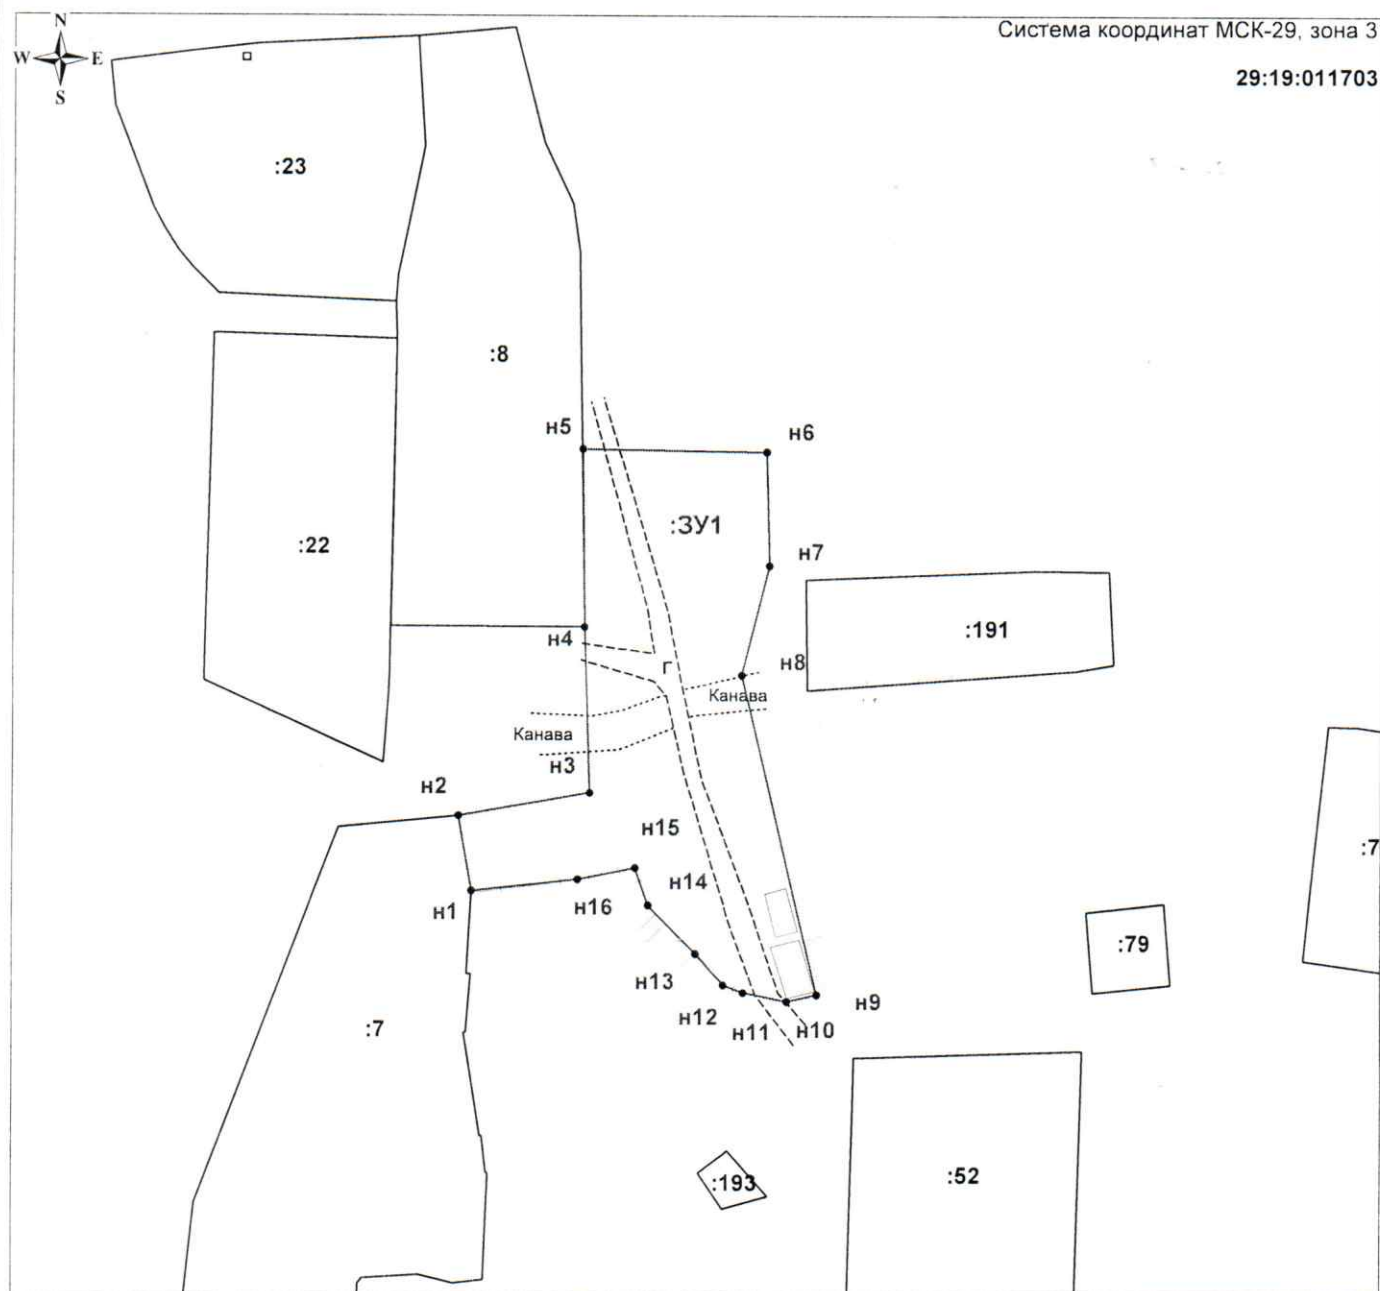 N
Система координат МСК-29, зона 3
W E
29:19:011703
S
:23
:8
н5
н6
:ЗУ1
:22
н7
:191
н4
Г
н8
Канава
Канава
н3
н2
н15
:7
н14
н1
н16
:79
н13
н9
н12
н11
н10
:7
:193
:52